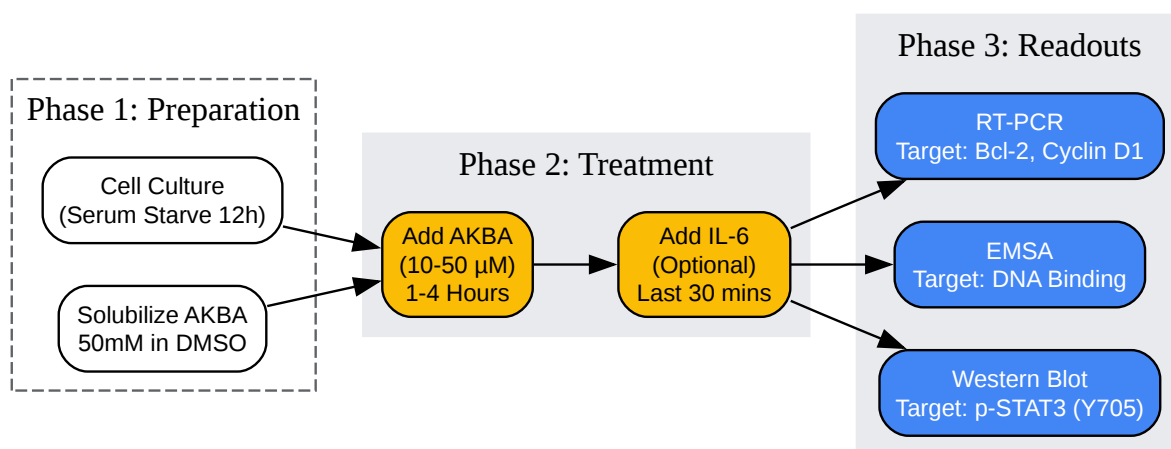 Phase 1: Preparation
Cell Culture
(Serum Starve 12h)
Solubilize AKBA
50mM in DMSO
Phase 2: Treatment
Add AKBA
(10-50 µM)
1-4 Hours
Add IL-6
(Optional)
Last 30 mins
Phase 3: Readouts
RT-PCR
Target: Bcl-2, Cyclin D1
EMSA
Target: DNA Binding
Western Blot
Target: p-STAT3 (Y705)